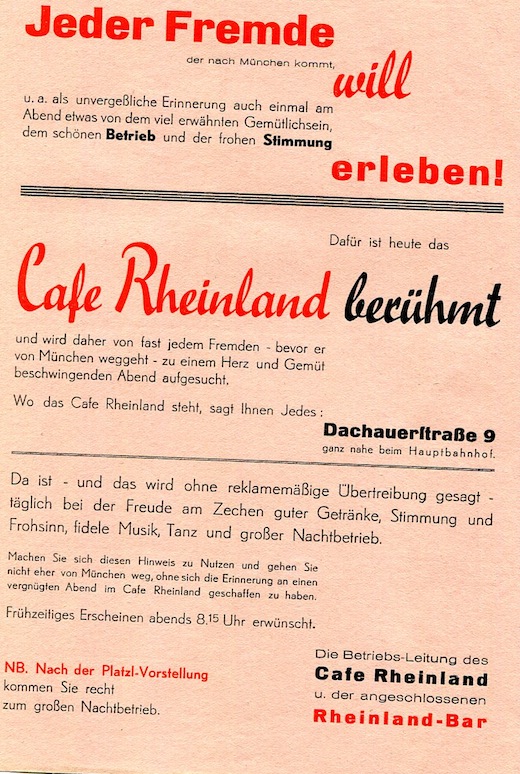 Jeder Fremde
der nach München kommt,
will
u. a. als unvergeßliche Erinnerung auch einmal am
Abend etwas von dem viel erwähnten Gemütlichsein,
dem schönen Betrieb und der frohen Stimmung
erleben!
Dafür ist heute das
Cafe Rheinland berühmt
und wird daher von fast jedem Fremden - bevor er
von München weggeht - zu einem Herz und Gemüt
beschwingenden Abend aufgesucht.
Wo das Cafe Rheinland steht, sagt Ihnen Jedes:
Dachauerſtraße 9
ganz nahe beim Hauptbahnhof.
Da ist - und das wird ohne reklamemäßige Übertreibung gesagt -
täglich bei der Freude am Zechen guter Getränke, Stimmung und
Frohsinn, fidele Musik, Tanz und großer Nachtbetrieb.
Machen Sie sich diesen Hinweis zu Nutzen und gehen Sie
nicht eher von München weg, ohne sich die Erinnerung an einen
vergnügten Abend im Cafe Rheinland geschaffen zu haben.
Frühzeitiges Erscheinen abends 8.15 Uhr erwünscht.
NB. Nach der Platzl-Vorstellung
kommen Sie recht
zum großen Nachtbetrieb.
Die Betriebs-Leitung des
Cafe Rheinland
u. der angeschlossenen
Rheinland-Bar